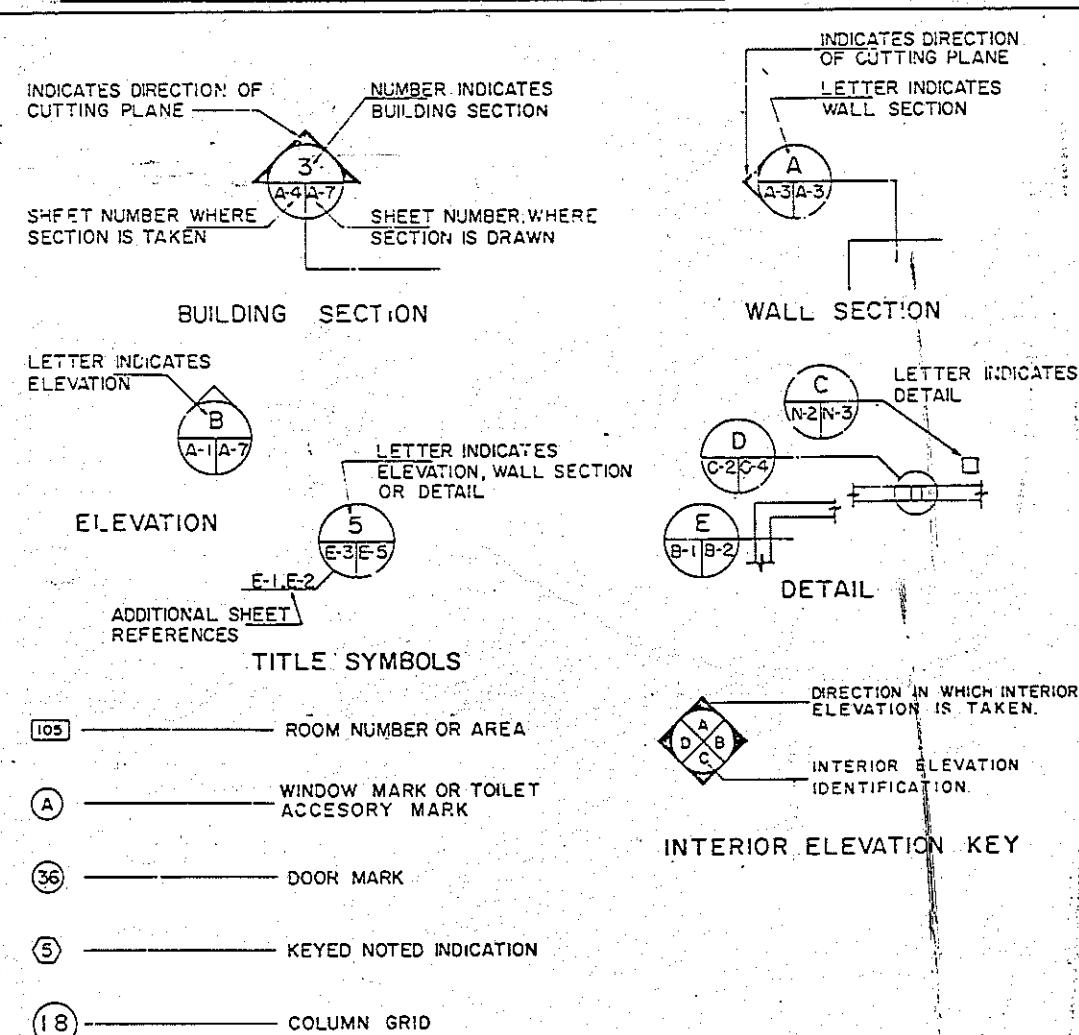 INDICATES DIRECTION OF
CUTTING PLANE
NUMBER INDICATES
BUILDING SECTION
3
A-4 A-7
SHEET NUMBER WHERE
SECTION IS TAKEN
SHEET NUMBER WHERE
SECTION IS DRAWN
BUILDING SECTION
INDICATES DIRECTION
OF CUTTING PLANE
LETTER INDICATES
WALL SECTION
A
A-3 A-3
WALL SECTION
LETTER INDICATES
ELEVATION
B
A-1 A-7
ELEVATION
LETTER INDICATES
ELEVATION, WALL SECTION
OR DETAIL
5
E-3 E-5
E-1, E-2
ADDITIONAL SHEET
REFERENCES
TITLE SYMBOLS
C
N-2 N-3
LETTER INDICATES
DETAIL
D
C-2 C-4
E
B-1 B-2
DETAIL
105 ROOM NUMBER OR AREA
A WINDOW MARK OR TOILET
ACCESORY MARK
36 DOOR MARK
5 KEYED NOTED INDICATION
18 COLUMN GRID
A
D B
C
DIRECTION IN WHICH INTERIOR
ELEVATION IS TAKEN.
INTERIOR ELEVATION
IDENTIFICATION.
INTERIOR ELEVATION KEY